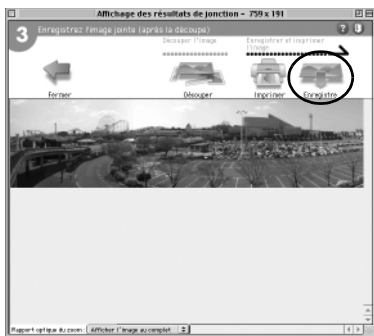 Affichage des résultats de jonction - 759 x 191
3 Enregistrez l'image jointe (après la découpe)
Découper l'image
Enregistrer et imprimer
l'image
Fermer
Découper
Imprimer
Enregistre
Rapport optique du zoom: Afficher l'image au complet